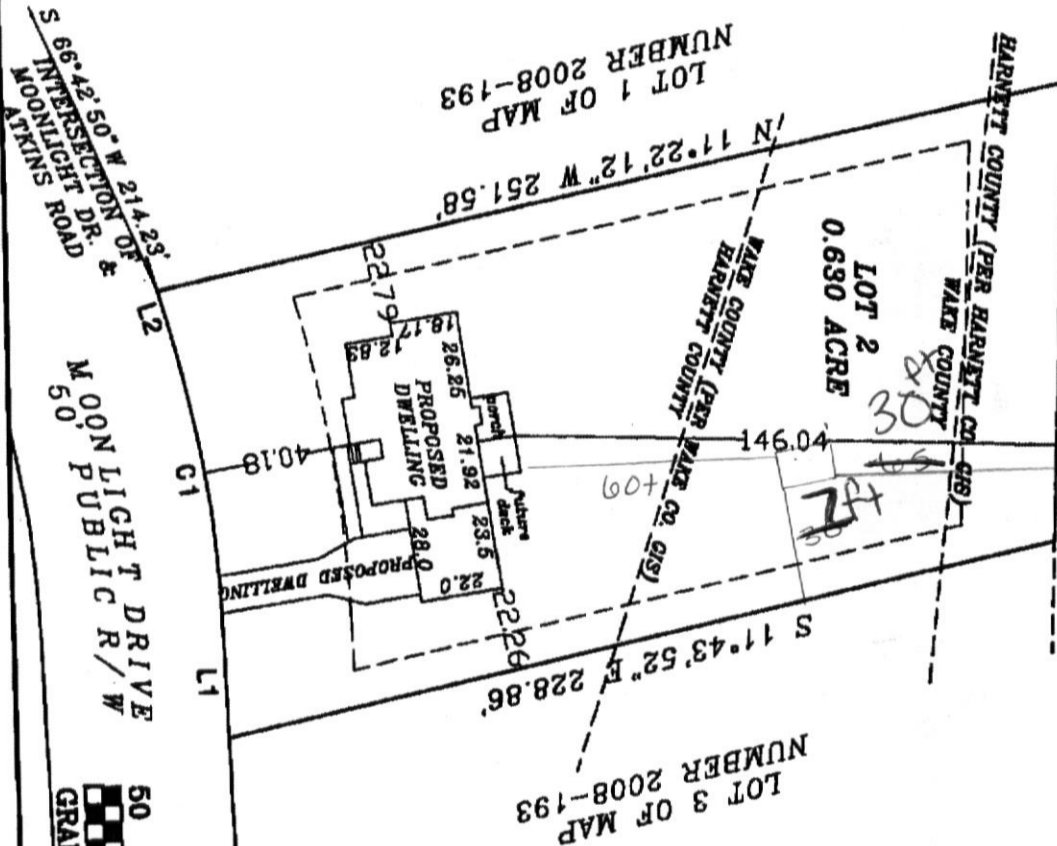 S 66°42'50" W 214.23'
INTERSECTION OF
MOONLIGHT DR. &
ATKINS ROAD
LOT 1 OF MAP
NUMBER 2008-193
N 11°22'12" W 251.58'
HARNETT COUNTY (PER HARNETT CO. GIS)
WAKE COUNTY
WAKE COUNTY (PER WAKE CO. GIS)
HARNETT COUNTY
LOT 2
0.630 ACRE
30 ft
65
7 ft
30
60+
146.04
22.79
18.17
12.83
26.25
PROPOSED
DWELLING
21.92
porch
future
deck
23.5
28.0
22.0
22.26
40.18
PROPOSED DWELLING
L2
C1
L1
MOONLIGHT DRIVE
50' PUBLIC R/W
S 11°43'52" E 228.86'
LOT 3 OF MAP
NUMBER 2008-193
50
GRA